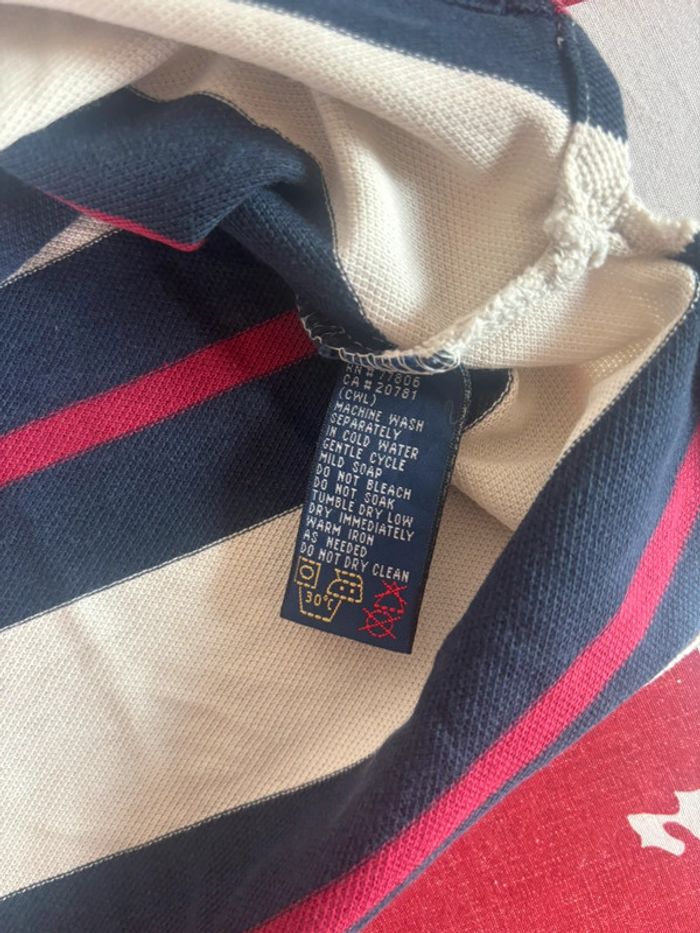 RN # 77806
CA # 20781
(CWL)
MACHINE WASH
SEPARATELY
IN COLD WATER
GENTLE CYCLE
MILD SOAP
DO NOT BLEACH
DO NOT SOAK
TUMBLE DRY LOW
DRY IMMEDIATELY
WARM IRON
AS NEEDED
DO NOT DRY CLEAN
30°C